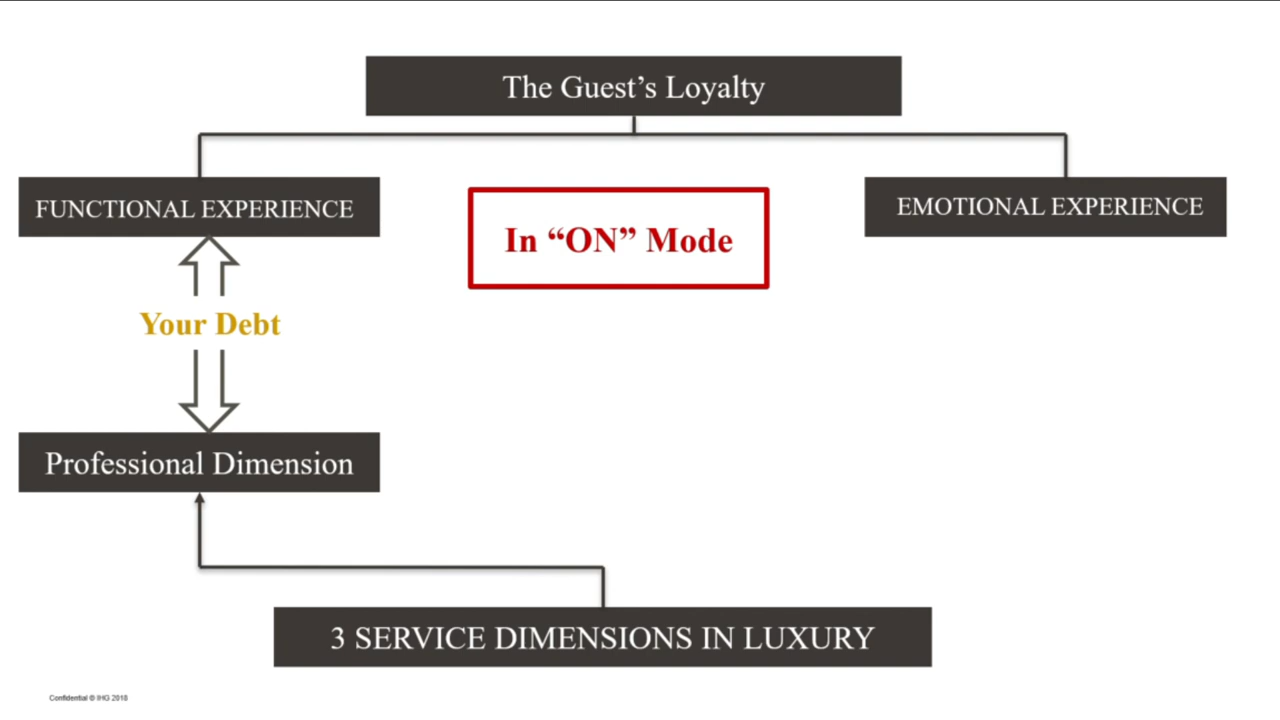 The Guest’s Loyalty
FUNCTIONAL EXPERIENCE
EMOTIONAL EXPERIENCE
In “ON” Mode
Your Debt
Professional Dimension
3 SERVICE DIMENSIONS IN LUXURY
Confidential © IHG 2018